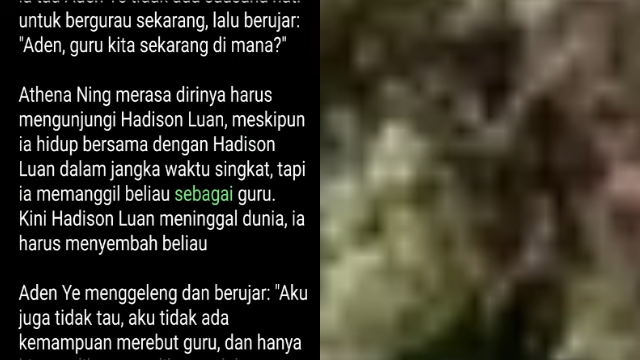 untuk bergurau sekarang, lalu berujar:
"Aden, guru kita sekarang di mana?"
Athena Ning merasa dirinya harus
mengunjungi Hadison Luan, meskipun
ia hidup bersama dengan Hadison
Luan dalam jangka waktu singkat, tapi
ia memanggil beliau sebagai guru.
Kini Hadison Luan meninggal dunia, ia
harus menyembah beliau
Aden Ye menggeleng dan berujar: "Aku
juga tidak tau, aku tidak ada
kemampuan merebut guru, dan hanya